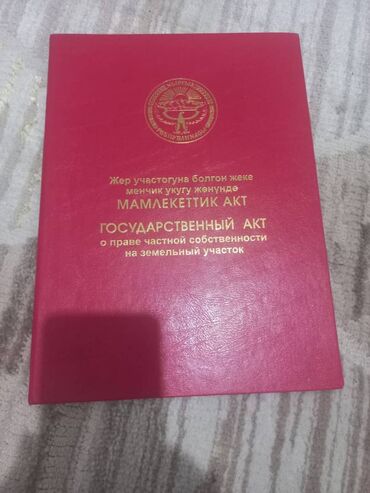 Жер участогуна болгон жеке
менчик укугу жөнүндө
МАМЛЕКЕТТИК АКТ
ГОСУДАРСТВЕННЫЙ АКТ
о праве частной собственности
на земельный участок